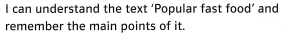 I can understand the text ‘Popular fast food’ and
remember the main points of it.